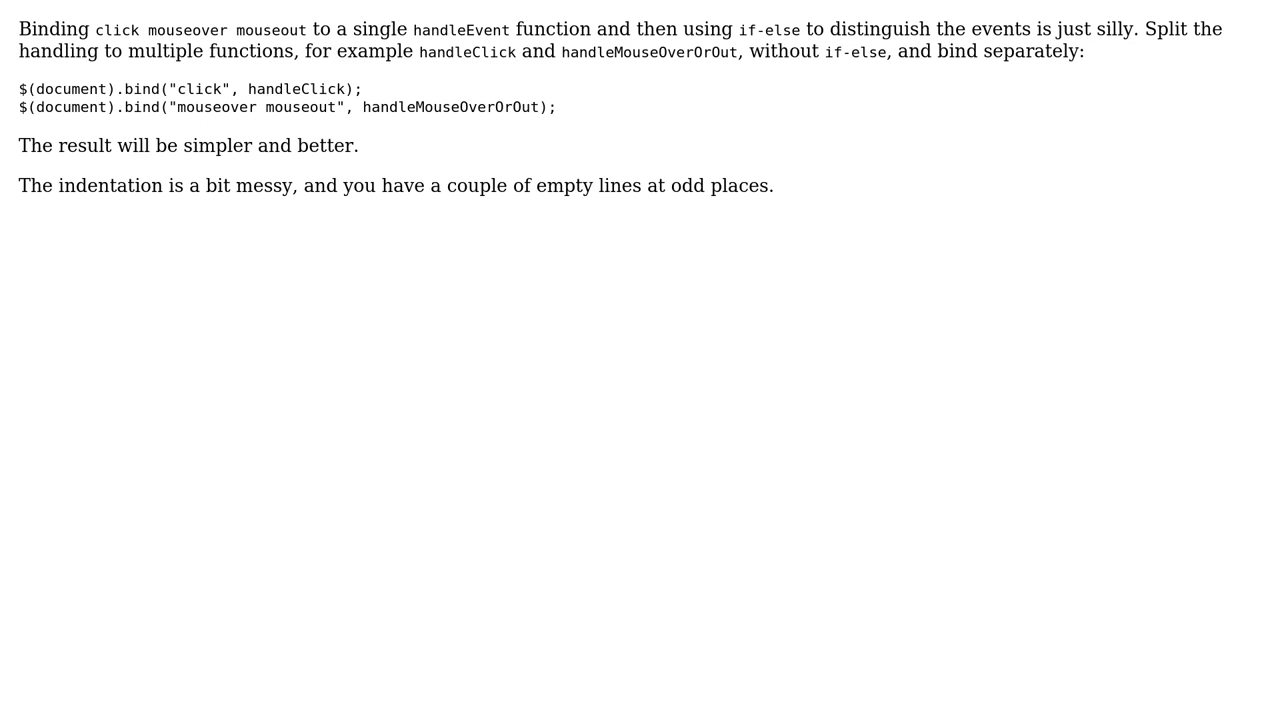 Binding click mouseover mouseout to a single handleEvent function and then using if-else to distinguish the events is just silly. Split the
handling to multiple functions, for example handleClick and handleMouseOverOrOut, without if-else, and bind separately:
$(document).bind("click", handleClick);
$(document).bind("mouseover mouseout", handleMouseOverOrOut);
The result will be simpler and better.
The indentation is a bit messy, and you have a couple of empty lines at odd places.